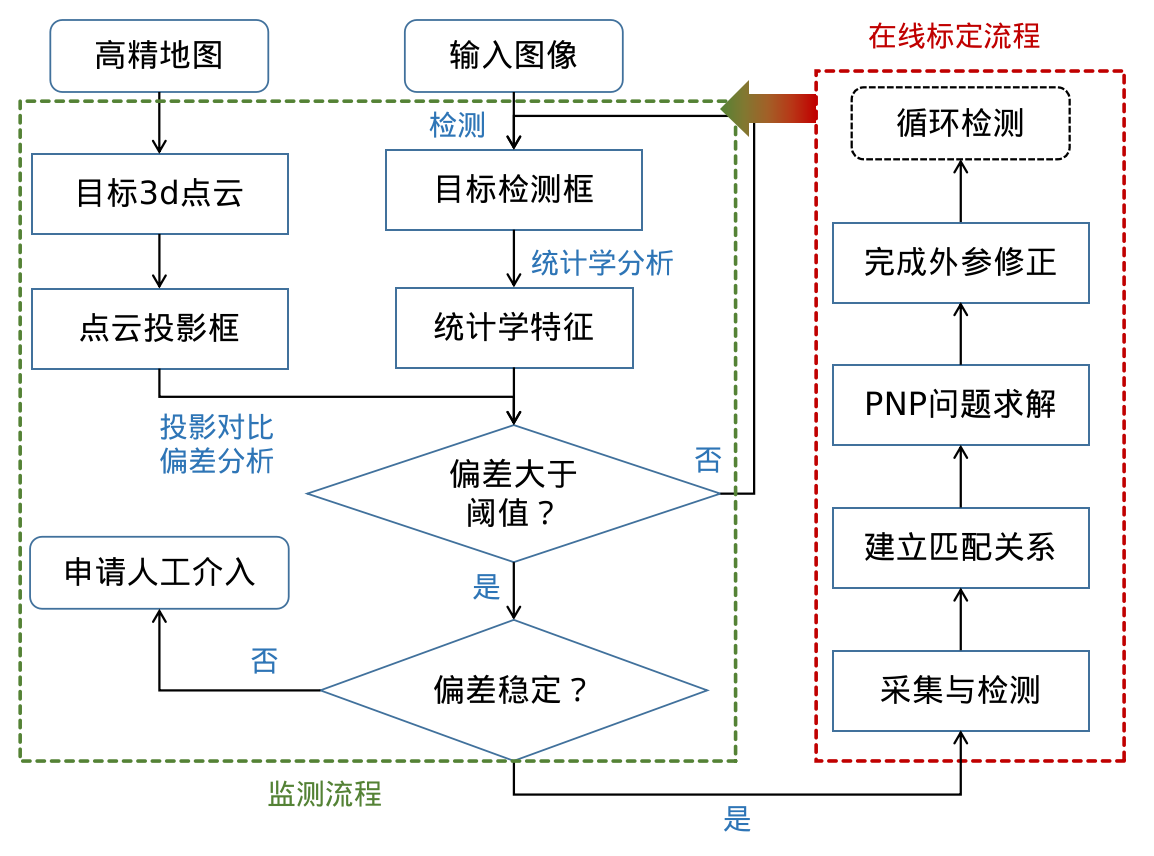 高精地图
输入图像
在线标定流程
检测
循环检测
目标3d点云
目标检测框
统计学分析
完成外参修正
点云投影框
统计学特征
投影对比
偏差分析
PNP问题求解
否
偏差大于
阈值？
建立匹配关系
申请人工介入
是
否
偏差稳定？
采集与检测
监测流程
是